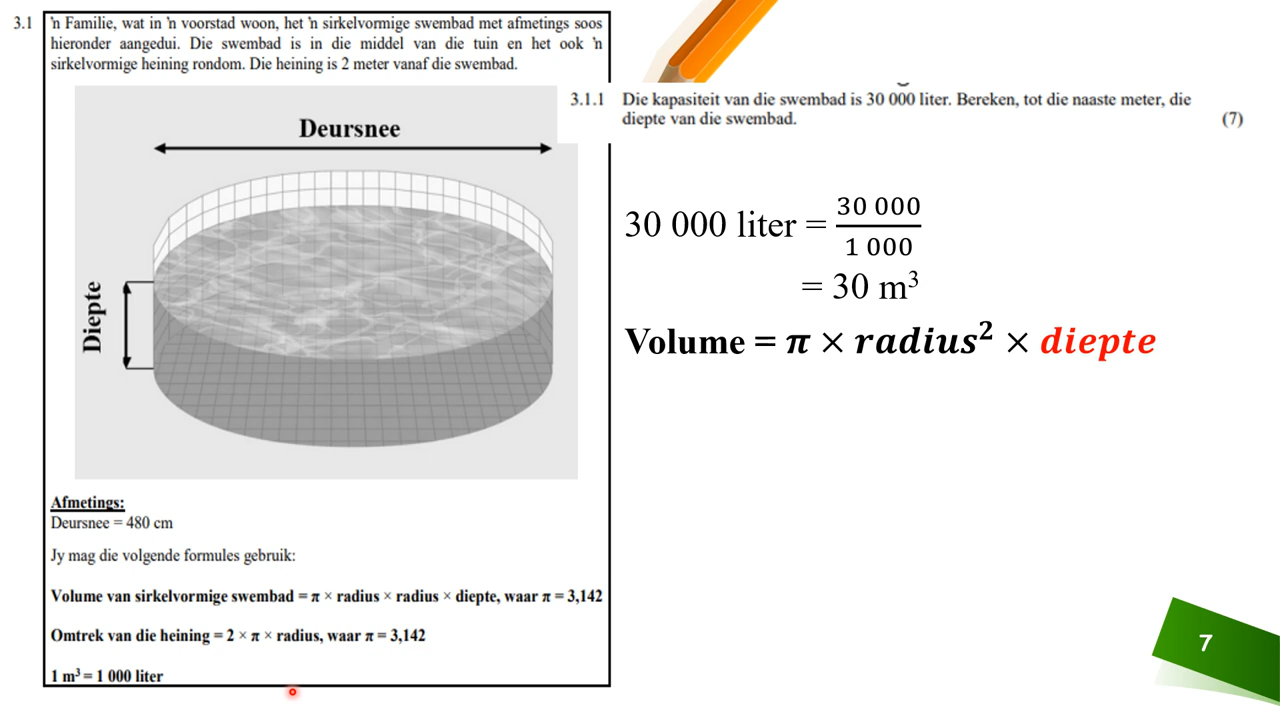 3.1 'n Familie, wat in 'n voorstad woon, het 'n sirkelvormige swembad met afmetings soos
hieronder aangedui. Die swembad is in die middel van die tuin en het ook 'n
sirkelvormige heining rondom. Die heining is 2 meter vanaf die swembad.
Deursnee
Diepte
Afmetings:
Deursnee = 480 cm
Jy mag die volgende formules gebruik:
Volume van sirkelvormige swembad = π × radius × radius × diepte, waar π = 3,142
Omtrek van die heining = 2 × π × radius, waar π = 3,142
1 m³ = 1 000 liter
3.1.1 Die kapasiteit van die swembad is 30 000 liter. Bereken, tot die naaste meter, die
diepte van die swembad. (7)
30 000 liter = 30 000 / 1 000
= 30 m³
Volume = π × radius² × diepte
7